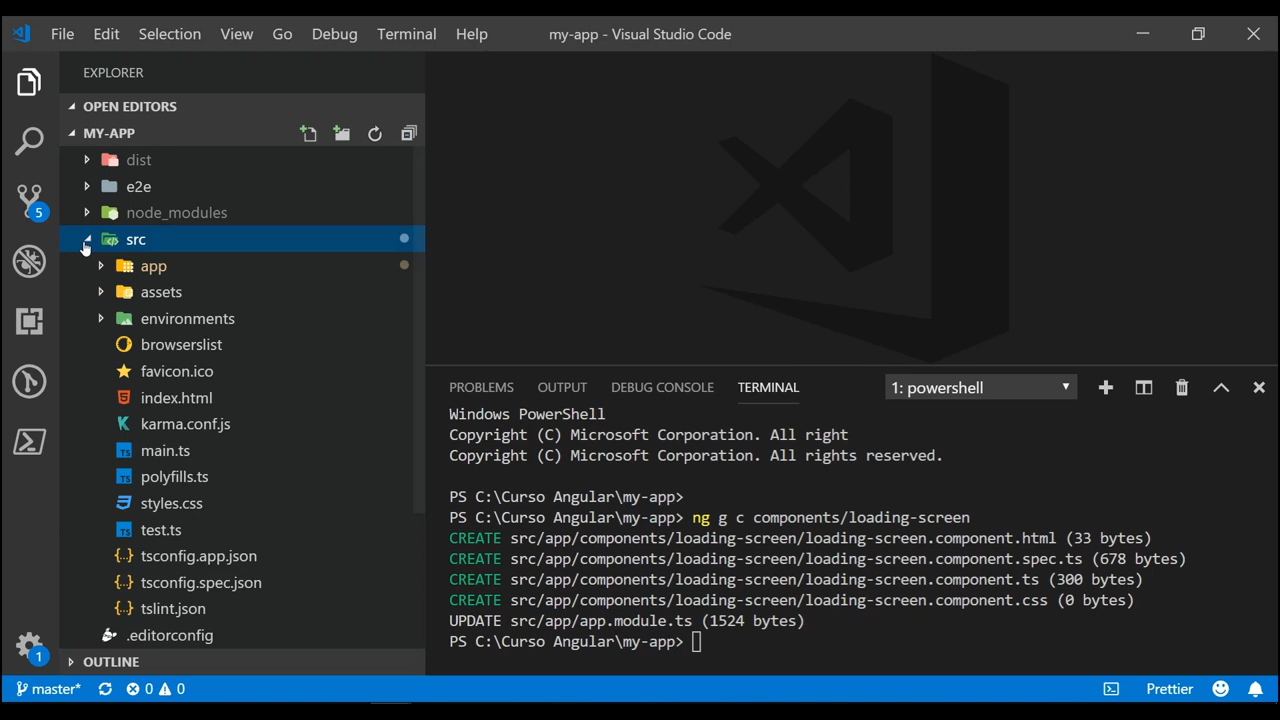 File Edit Selection View Go Debug Terminal Help my-app - Visual Studio Code
EXPLORER
OPEN EDITORS
MY-APP
dist
e2e
node_modules
5
src
app
assets
environments
browserslist
favicon.ico
index.html
karma.conf.js
main.ts
polyfills.ts
styles.css
test.ts
tsconfig.app.json
tsconfig.spec.json
tslint.json
.editorconfig
1
OUTLINE
PROBLEMS OUTPUT DEBUG CONSOLE TERMINAL 1: powershell
Windows PowerShell
Copyright (C) Microsoft Corporation. All right
Copyright (C) Microsoft Corporation. All rights reserved.
PS C:\Curso Angular\my-app>
PS C:\Curso Angular\my-app> ng g c components/loading-screen
CREATE src/app/components/loading-screen/loading-screen.component.html (33 bytes)
CREATE src/app/components/loading-screen/loading-screen.component.spec.ts (678 bytes)
CREATE src/app/components/loading-screen/loading-screen.component.ts (300 bytes)
CREATE src/app/components/loading-screen/loading-screen.component.css (0 bytes)
UPDATE src/app/app.module.ts (1524 bytes)
PS C:\Curso Angular\my-app>
master* 0 0 Prettier